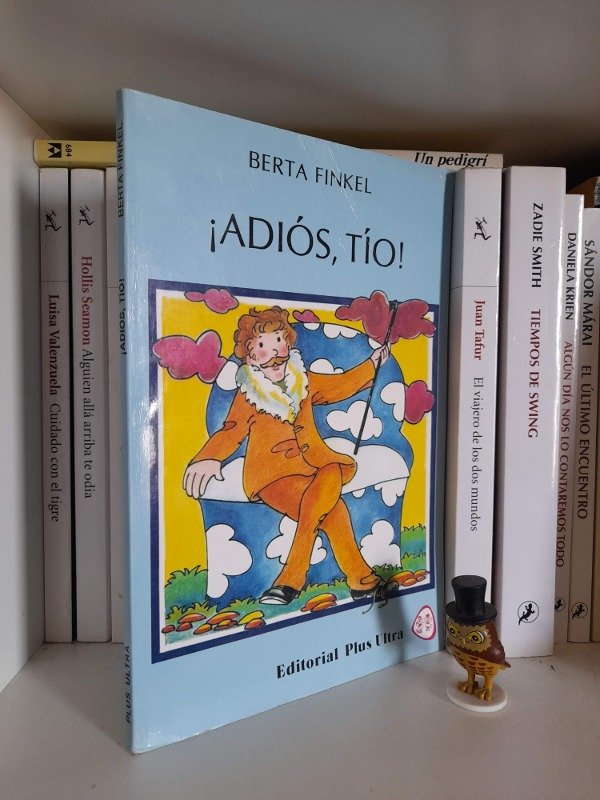 BERTA FINKEL
¡ADIÓS, TÍO!
Editorial Plus Ultra
BERTA FINKEL
¡ADIÓS, TÍO!
PLUS ULTRA
684
Un pedigrí
Luisa Valenzuela Cuidado con el tigre
Hollis Seamon Alguien allá arriba te odia
Juan Tafur El viajero de los dos mundos
ZADIE SMITH TIEMPOS DE SWING
DANIELA KRIEN ALGÚN DÍA NOS LO CONTAREMOS TODO
SÁNDOR MÁRAI EL ÚLTIMO ENCUENTRO